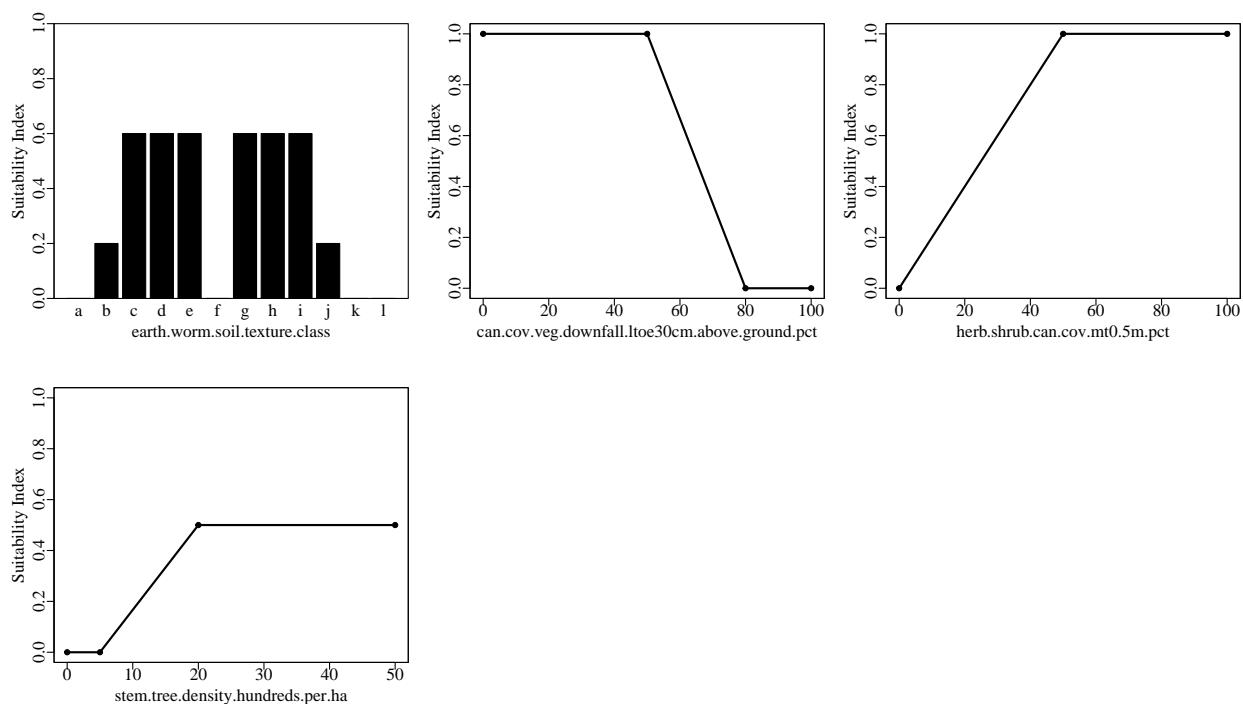 Suitability Index
0.0 0.2 0.4 0.6 0.8 1.0
a b c d e f g h i j k l
earth.worm.soil.texture.class
Suitability Index
0.0 0.2 0.4 0.6 0.8 1.0
0 20 40 60 80 100
can.cov.veg.downfall.ltoe30cm.above.ground.pct
Suitability Index
0.0 0.2 0.4 0.6 0.8 1.0
0 20 40 60 80 100
herb.shrub.can.cov.mt0.5m.pct
Suitability Index
0.0 0.2 0.4 0.6 0.8 1.0
0 10 20 30 40 50
stem.tree.density.hundreds.per.ha